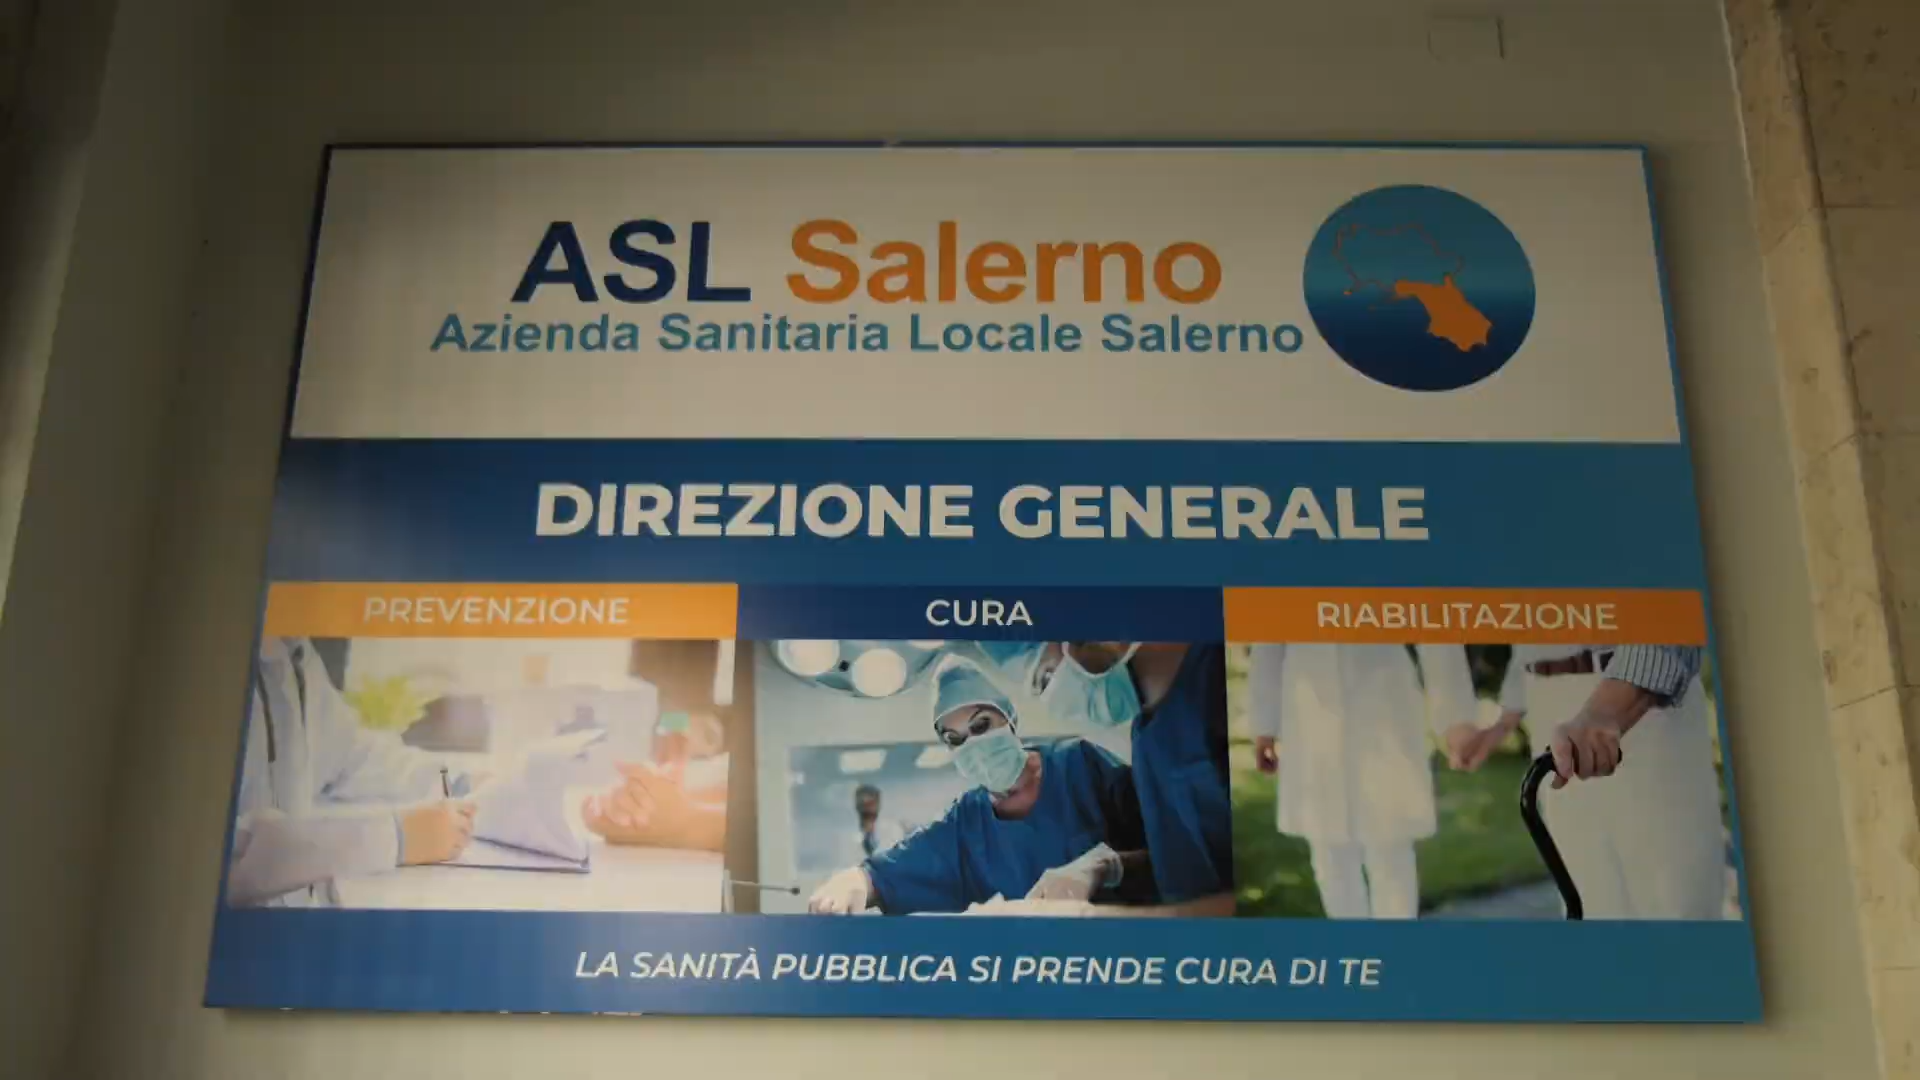 ASL Salerno
Azienda Sanitaria Locale Salerno
DIREZIONE GENERALE
PREVENZIONE
CURA
RIABILITAZIONE
LA SANITÀ PUBBLICA SI PRENDE CURA DI TE